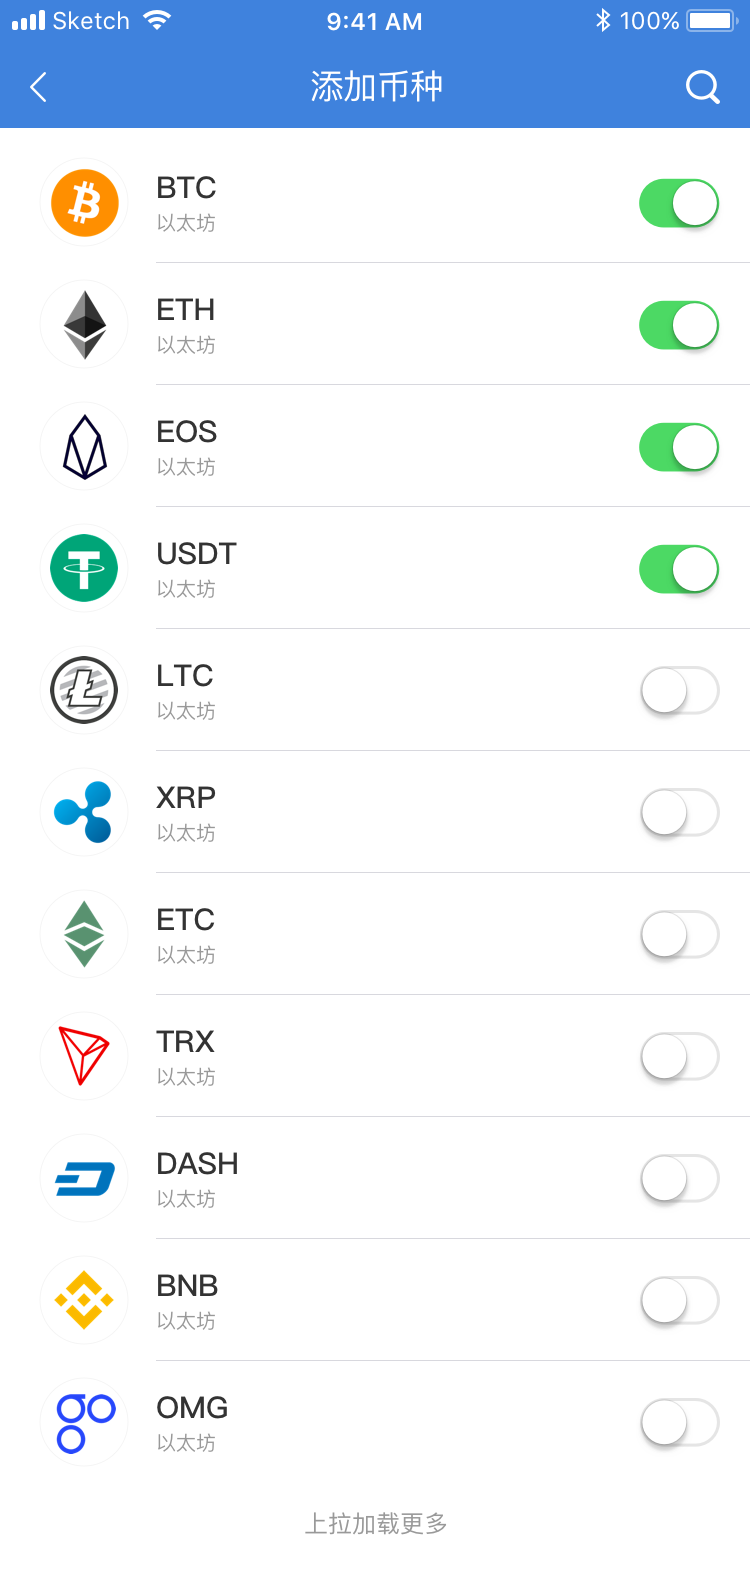 Sketch 9:41 AM 100%
添加币种
BTC
以太坊
ETH
以太坊
EOS
以太坊
USDT
以太坊
LTC
以太坊
XRP
以太坊
ETC
以太坊
TRX
以太坊
DASH
以太坊
BNB
以太坊
OMG
以太坊
上拉加载更多